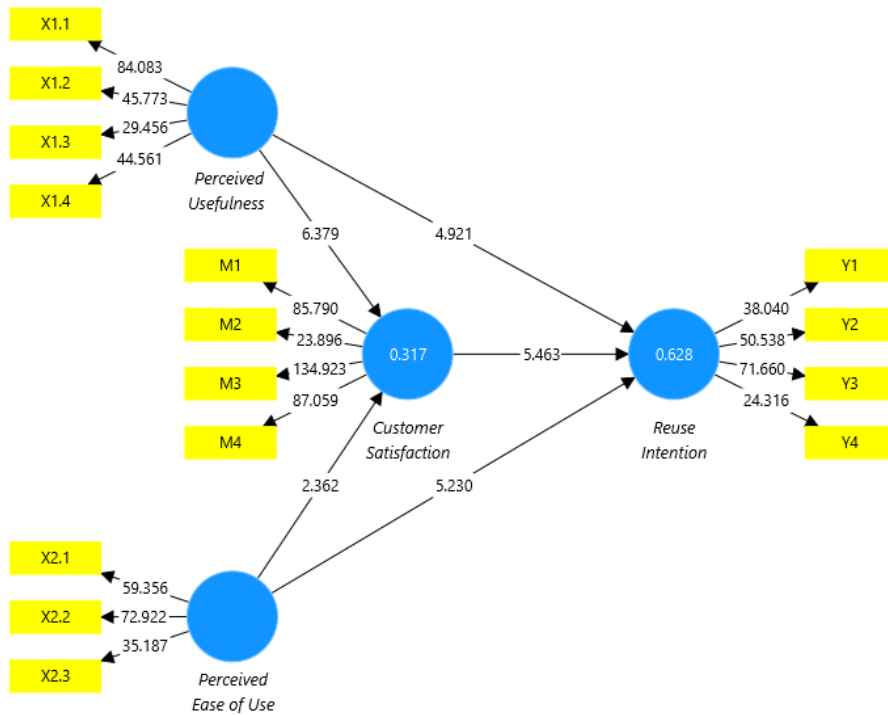 X1.1
84.083
X1.2
45.773
X1.3
29.456
X1.4
44.561
Perceived
Usefulness
6.379
4.921
M1
85.790
M2
23.896
M3
134.923
M4
87.059
0.317
Customer
Satisfaction
5.463
0.628
Reuse
Intention
Y1
38.040
Y2
50.538
Y3
71.660
Y4
24.316
2.362
5.230
X2.1
59.356
X2.2
72.922
X2.3
35.187
Perceived
Ease of Use